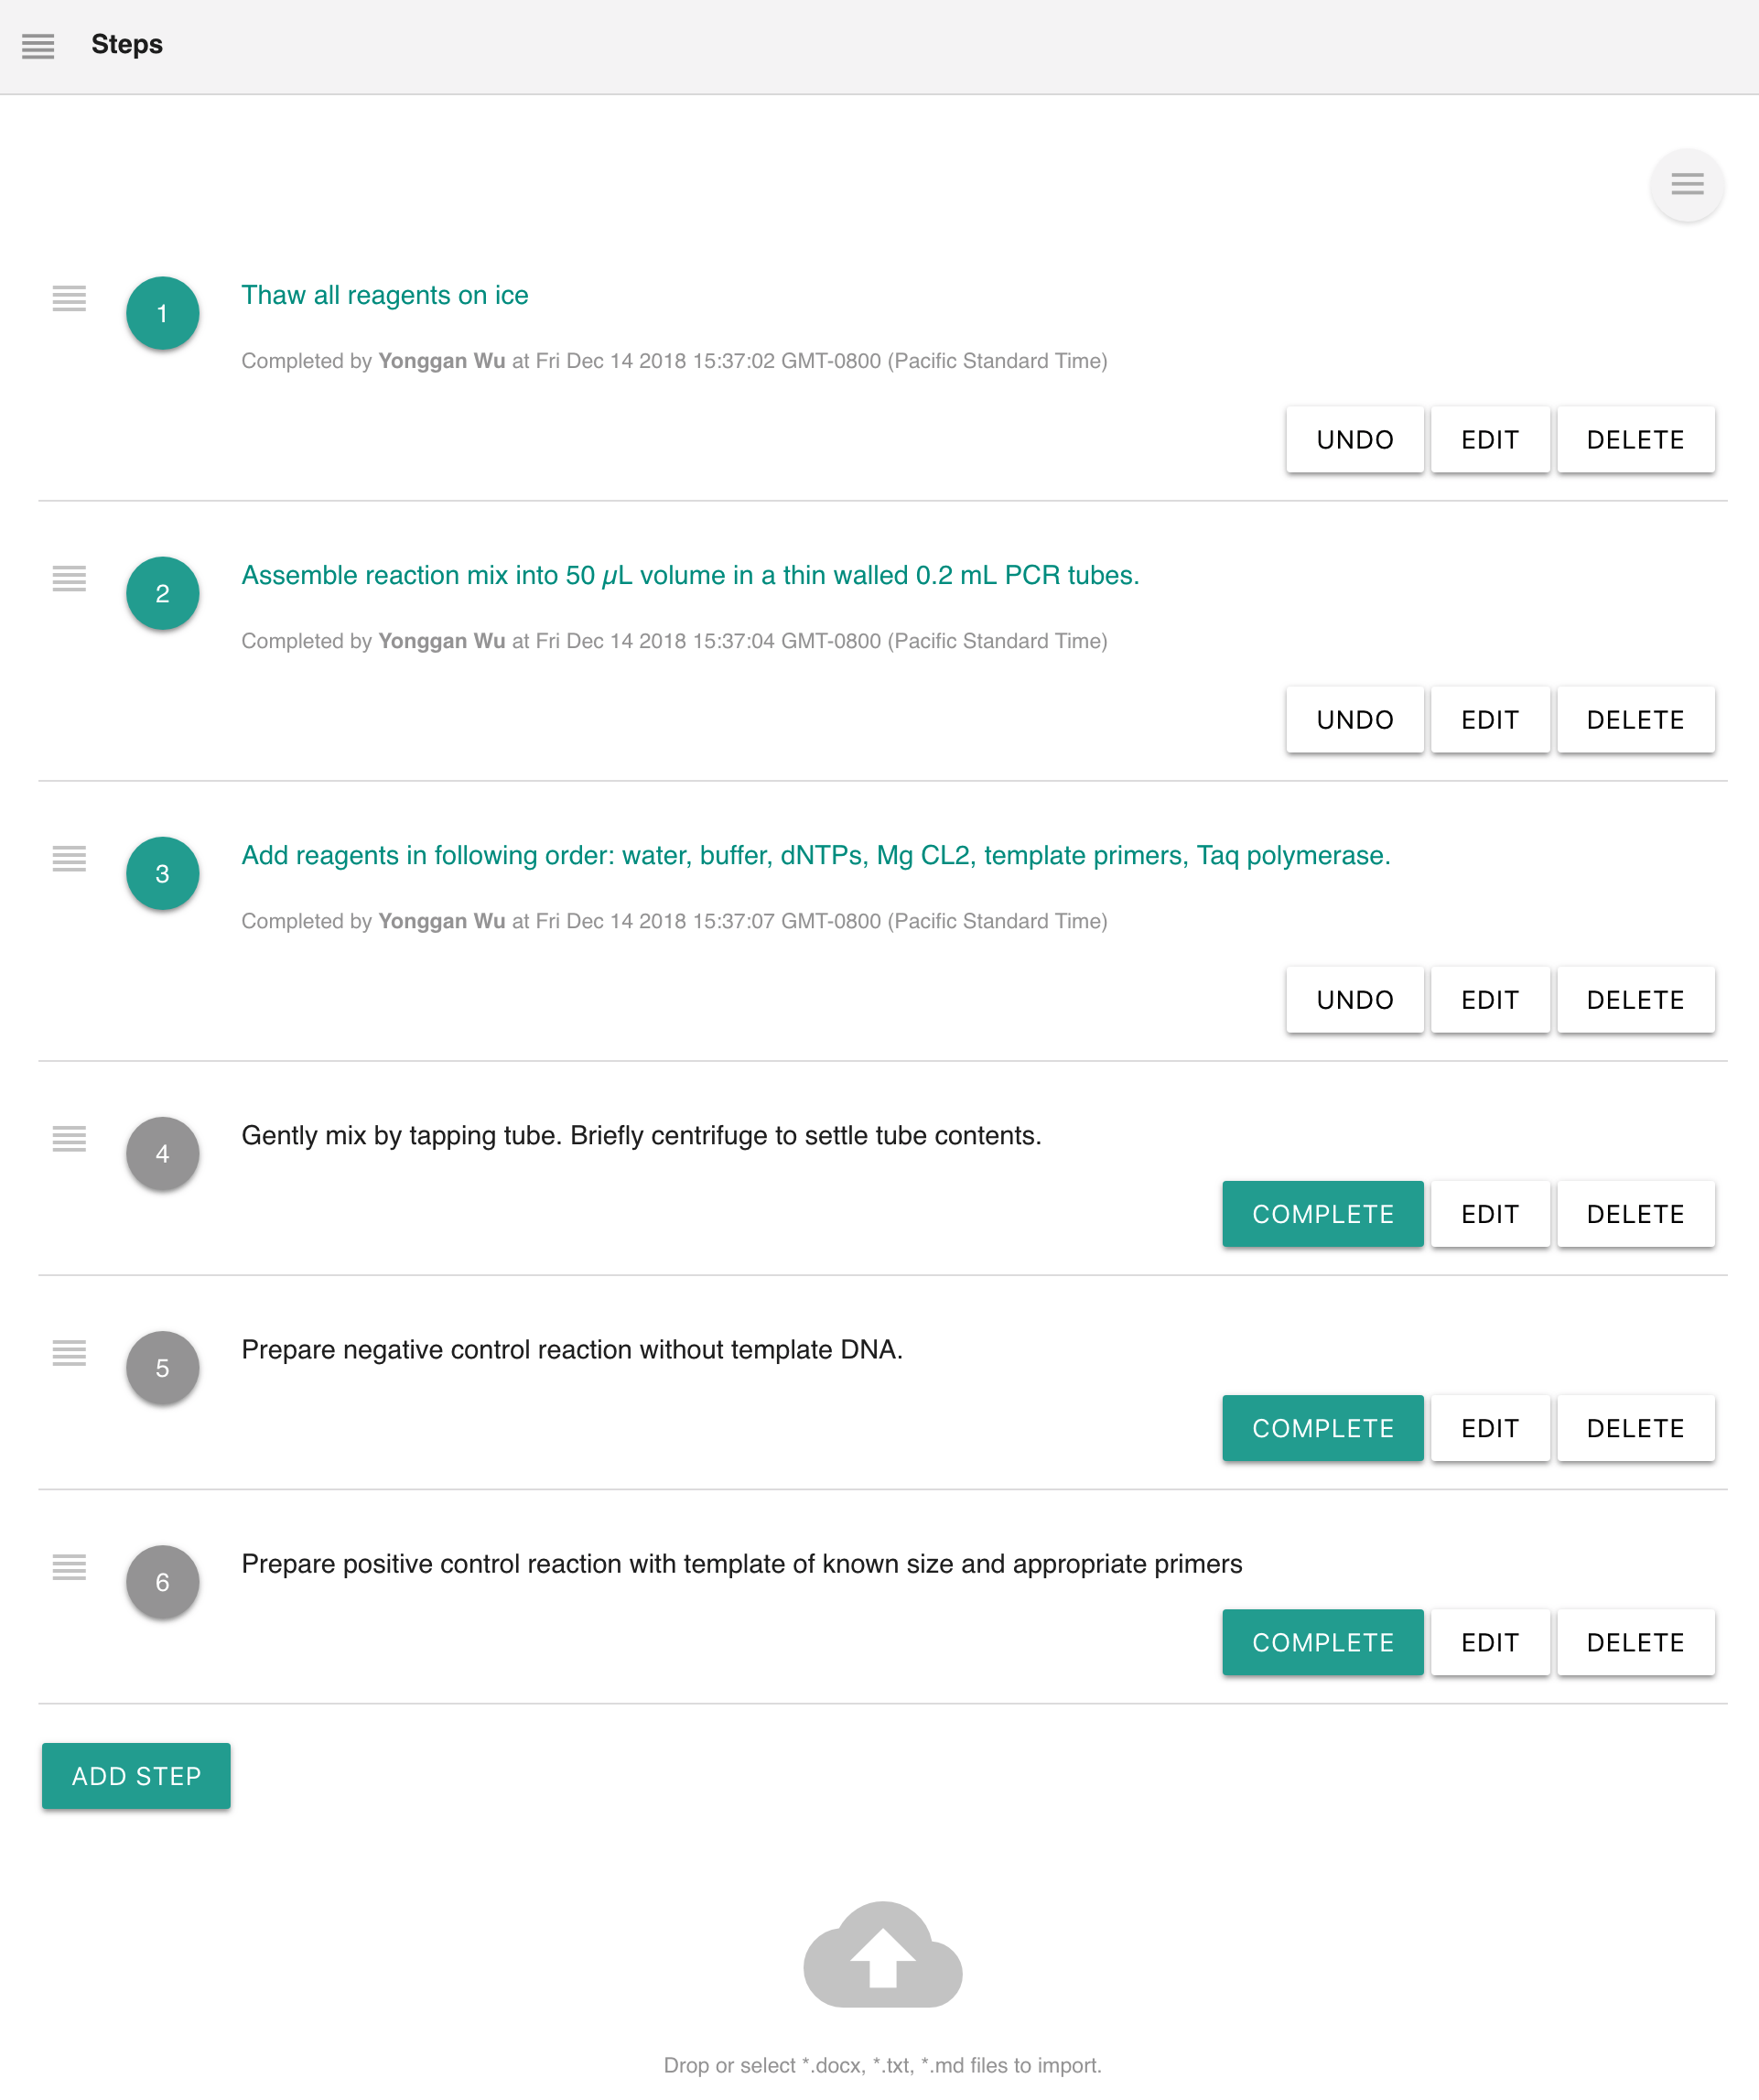 Steps
1
Thaw all reagents on ice
Completed by Yonggan Wu at Fri Dec 14 2018 15:37:02 GMT-0800 (Pacific Standard Time)
UNDO EDIT DELETE
2
Assemble reaction mix into 50 µL volume in a thin walled 0.2 mL PCR tubes.
Completed by Yonggan Wu at Fri Dec 14 2018 15:37:04 GMT-0800 (Pacific Standard Time)
UNDO EDIT DELETE
3
Add reagents in following order: water, buffer, dNTPs, Mg CL2, template primers, Taq polymerase.
Completed by Yonggan Wu at Fri Dec 14 2018 15:37:07 GMT-0800 (Pacific Standard Time)
UNDO EDIT DELETE
4
Gently mix by tapping tube. Briefly centrifuge to settle tube contents.
COMPLETE EDIT DELETE
5
Prepare negative control reaction without template DNA.
COMPLETE EDIT DELETE
6
Prepare positive control reaction with template of known size and appropriate primers
COMPLETE EDIT DELETE
ADD STEP
Drop or select *.docx, *.txt, *.md files to import.